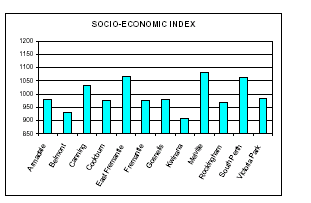 SOCIO-ECONOMIC INDEX
1200
1150
1100
1050
1000
950
900
850
Armadale
Belmont
Canning
Cockburn
East Fremantle
Fremantle
Gosnells
Kwinana
Melville
Rockingham
South Perth
Victoria Park